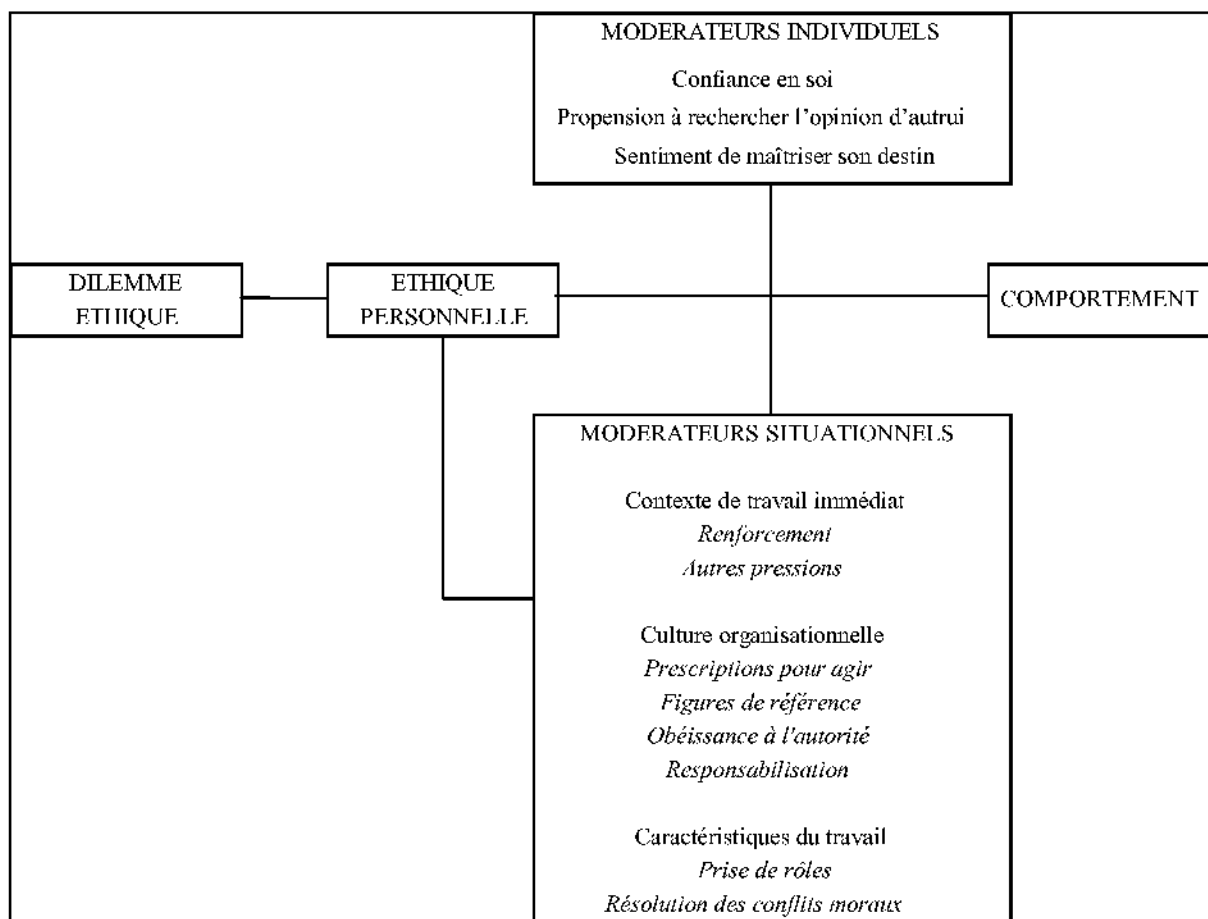 MODERATEURS INDIVIDUELS
Confiance en soi
Propension à rechercher l'opinion d'autrui
Sentiment de maîtriser son destin
DILEMME
ETHIQUE
ETHIQUE
PERSONNELLE
COMPORTEMENT
MODERATEURS SITUATIONNELS
Contexte de travail immédiat
Renforcement
Autres pressions
Culture organisationnelle
Prescriptions pour agir
Figures de référence
Obéissance à l'autorité
Responsabilisation
Caractéristiques du travail
Prise de rôles
Résolution des conflits moraux